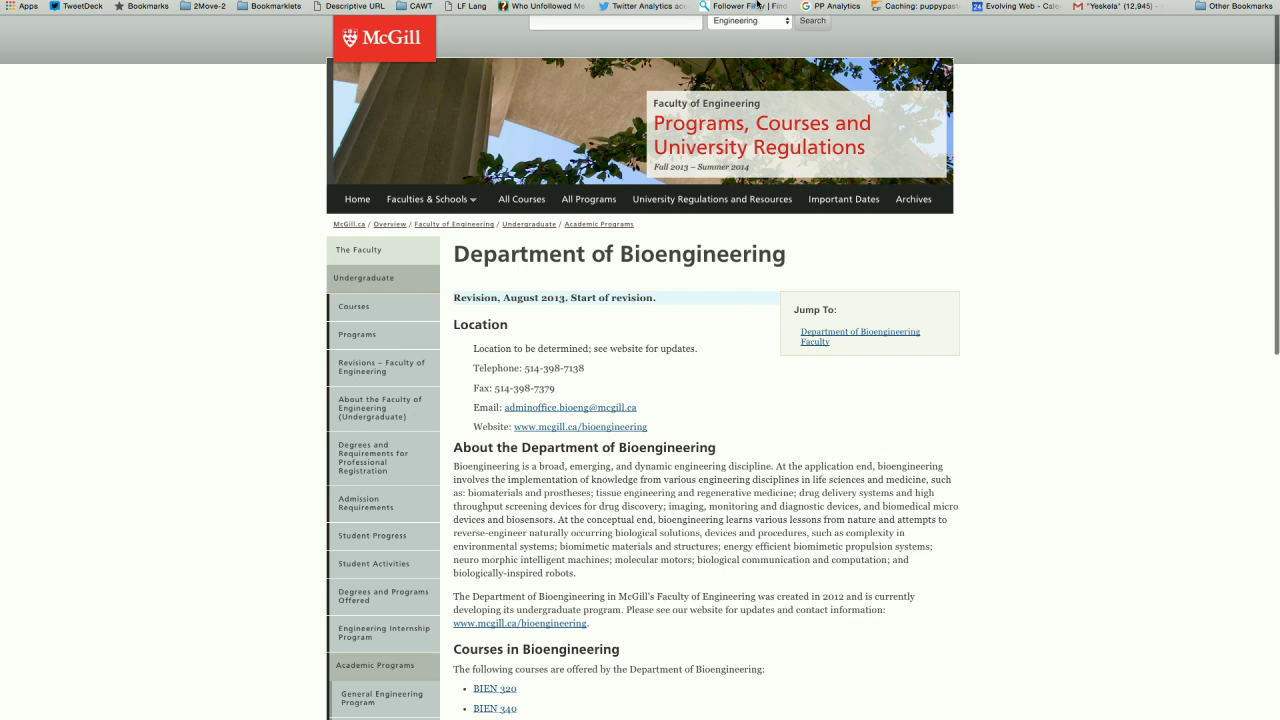 Apps TweetDeck Bookmarks 2Move-2 Bookmarklets Descriptive URL CAWT LF Lang Who Unfollowed Me Twitter Analytics acc Follower Fil | Find PP Analytics Caching: puppypast Evolving Web - Cale "Yeskela" (12,945) - Other Bookmarks
Engineering Search
McGill
Faculty of Engineering
Programs, Courses and
University Regulations
Fall 2013 – Summer 2014
Home Faculties & Schools All Courses All Programs University Regulations and Resources Important Dates Archives
McGill.ca / Overview / Faculty of Engineering / Undergraduate / Academic Programs
The Faculty
Undergraduate
Courses
Programs
Revisions – Faculty of
Engineering
About the Faculty of
Engineering
(Undergraduate)
Degrees and
Requirements for
Professional
Registration
Admission
Requirements
Student Progress
Student Activities
Degrees and Programs
Offered
Engineering Internship
Program
Academic Programs
General Engineering
Program
Department of Bioengineering
Revision, August 2013. Start of revision.
Jump To:
Department of Bioengineering
Faculty
Location
Location to be determined; see website for updates.
Telephone: 514-398-7138
Fax: 514-398-7379
Email: adminoffice.bioeng@mcgill.ca
Website: www.mcgill.ca/bioengineering
About the Department of Bioengineering
Bioengineering is a broad, emerging, and dynamic engineering discipline. At the application end, bioengineering
involves the implementation of knowledge from various engineering disciplines in life sciences and medicine, such
as: biomaterials and prostheses; tissue engineering and regenerative medicine; drug delivery systems and high
throughput screening devices for drug discovery; imaging, monitoring and diagnostic devices, and biomedical micro
devices and biosensors. At the conceptual end, bioengineering learns various lessons from nature and attempts to
reverse-engineer naturally occurring biological solutions, devices and procedures, such as complexity in
environmental systems; biomimetic materials and structures; energy efficient biomimetic propulsion systems;
neuro morphic intelligent machines; molecular motors; biological communication and computation; and
biologically-inspired robots.
The Department of Bioengineering in McGill's Faculty of Engineering was created in 2012 and is currently
developing its undergraduate program. Please see our website for updates and contact information:
www.mcgill.ca/bioengineering.
Courses in Bioengineering
The following courses are offered by the Department of Bioengineering:
• BIEN 320
• BIEN 340